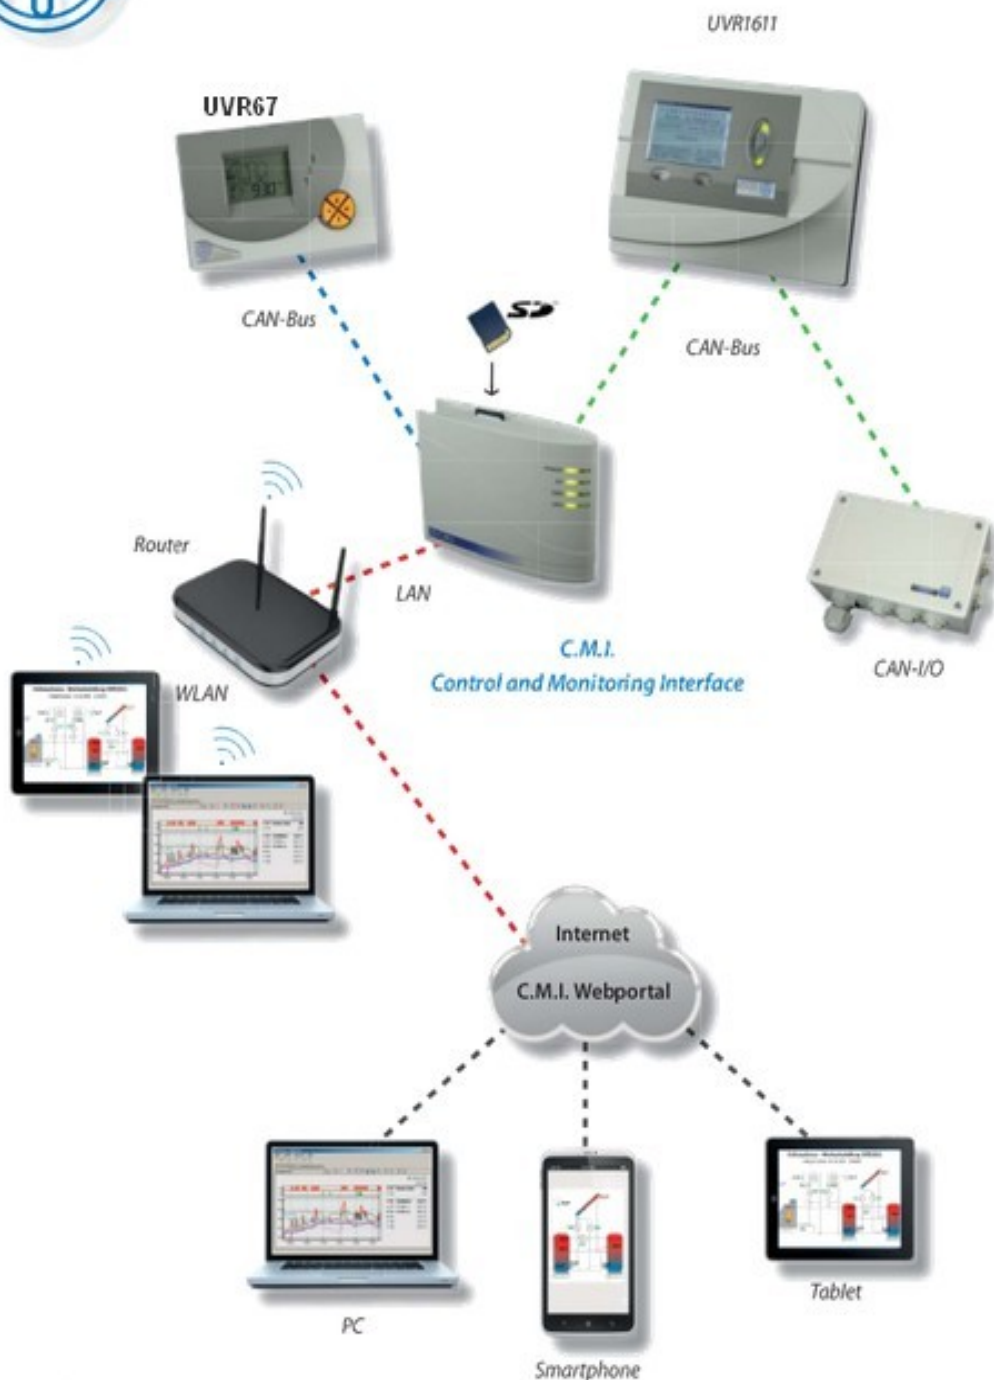 UVR1611
UVR67
CAN-Bus
SD
CAN-Bus
Router
LAN
C.M.I.
Control and Monitoring Interface
CAN-I/O
WLAN
Internet
C.M.I. Webportal
PC
Smartphone
Tablet